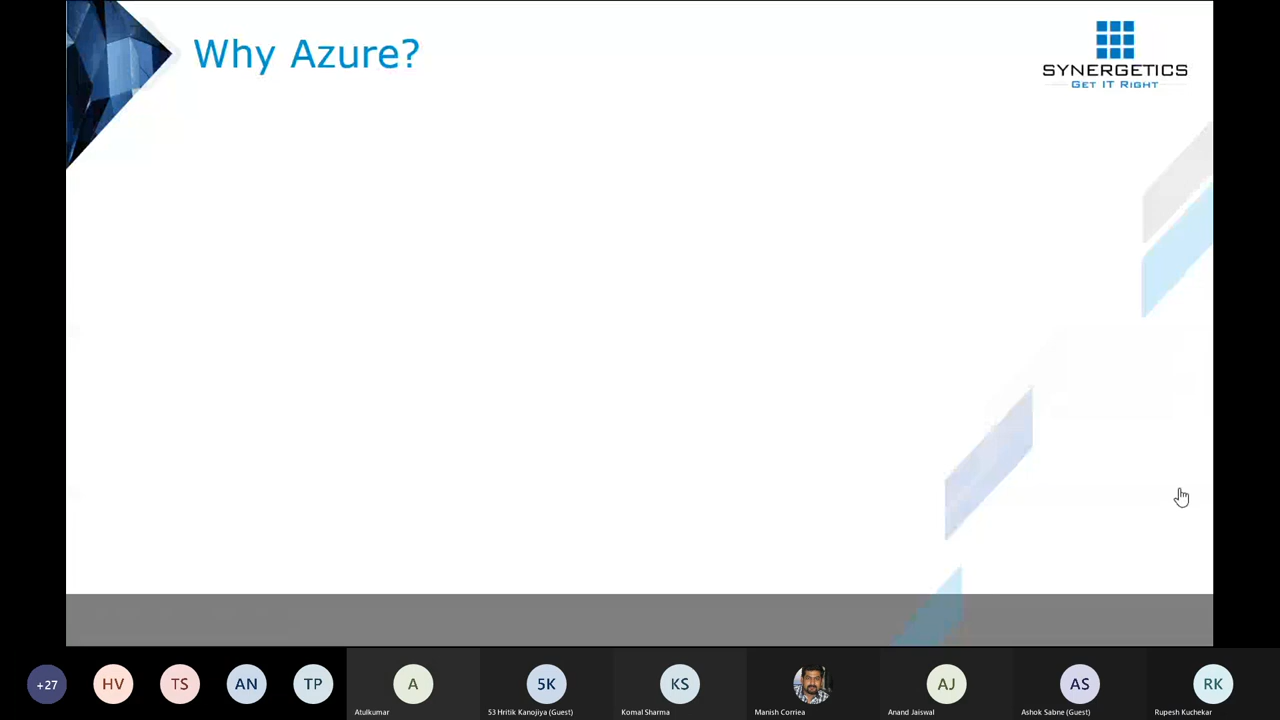 Why Azure?
SYNERGETICS
GET IT RIGHT
+27
HV
TS
AN
TP
A
5K
KS
AJ
AS
RK
Atulkumar
53 Hritik Kanojiya (Guest)
Komal Sharma
Manish Corriea
Anand Jaiswal
Ashok Sabne (Guest)
Rupesh Kuchekar